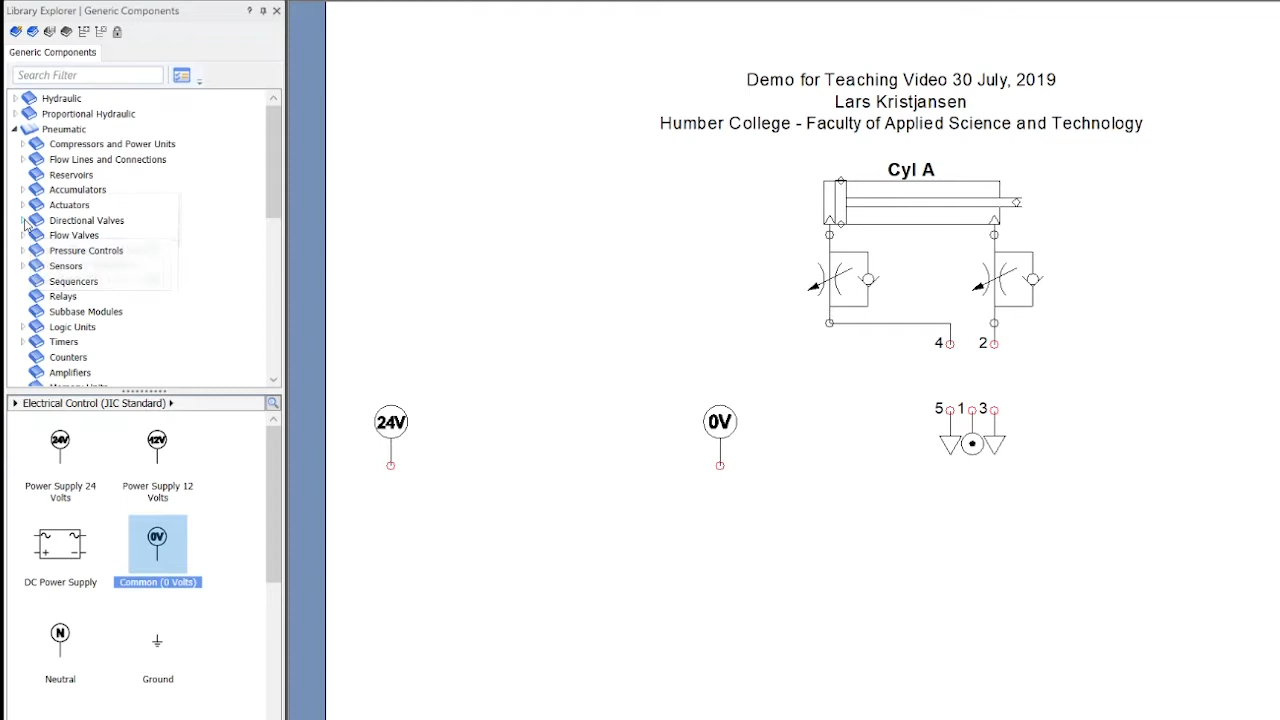 Library Explorer | Generic Components
Generic Components
Search Filter
Hydraulic
Proportional Hydraulic
Pneumatic
Compressors and Power Units
Flow Lines and Connections
Reservoirs
Accumulators
Actuators
Directional Valves
Flow Valves
Pressure Controls
Sensors
Sequencers
Relays
Subbase Modules
Logic Units
Timers
Counters
Amplifiers
Memory Units
Electrical Control (JIC Standard)
24V
12V
Power Supply 24
Volts
Power Supply 12
Volts
0V
DC Power Supply
Common (0 Volts)
N
Neutral
Ground
Demo for Teaching Video 30 July, 2019
Lars Kristjansen
Humber College - Faculty of Applied Science and Technology
Cyl A
4 2
24V
0V
5 1 3